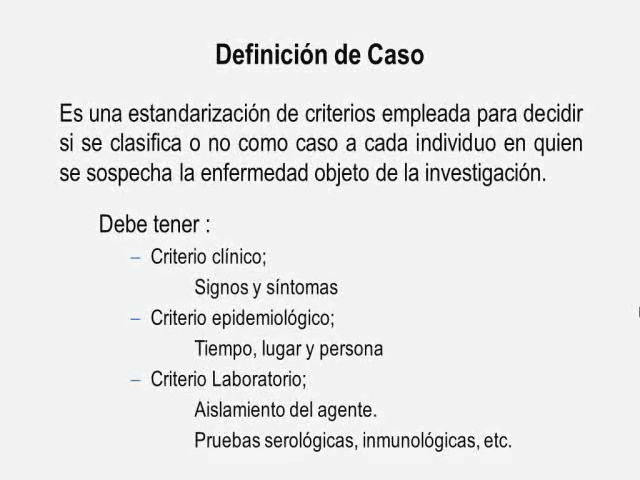 Definición de Caso
Es una estandarización de criterios empleada para decidir
si se clasifica o no como caso a cada individuo en quien
se sospecha la enfermedad objeto de la investigación.
Debe tener :
– Criterio clínico;
Signos y síntomas
– Criterio epidemiológico;
Tiempo, lugar y persona
– Criterio Laboratorio;
Aislamiento del agente.
Pruebas serológicas, inmunológicas, etc.